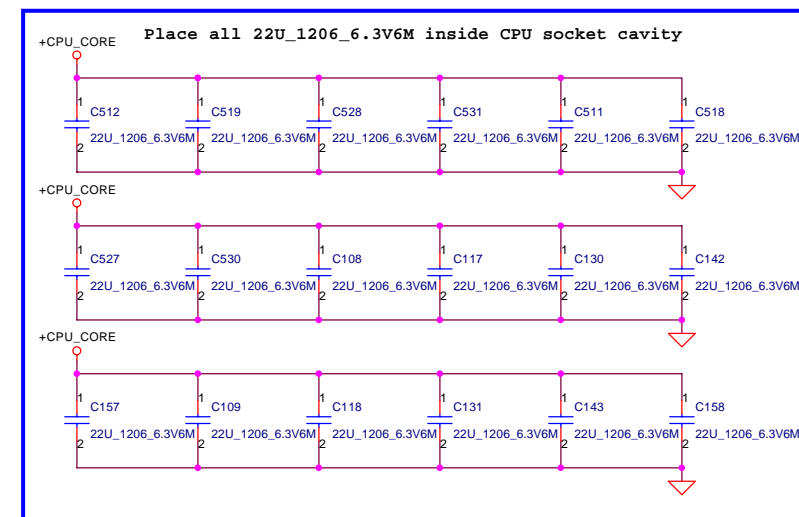 Place all 22U_1206_6.3V6M inside CPU socket cavity
+CPU_CORE
1 1 1 1 1 1
C512 C519 C528 C531 C511 C518
22U_1206_6.3V6M 22U_1206_6.3V6M 22U_1206_6.3V6M 22U_1206_6.3V6M 22U_1206_6.3V6M 22U_1206_6.3V6M
2 2 2 2 2 2
+CPU_CORE
1 1 1 1 1 1
C527 C530 C108 C117 C130 C142
22U_1206_6.3V6M 22U_1206_6.3V6M 22U_1206_6.3V6M 22U_1206_6.3V6M 22U_1206_6.3V6M 22U_1206_6.3V6M
2 2 2 2 2 2
+CPU_CORE
1 1 1 1 1 1
C157 C109 C118 C131 C143 C158
22U_1206_6.3V6M 22U_1206_6.3V6M 22U_1206_6.3V6M 22U_1206_6.3V6M 22U_1206_6.3V6M 22U_1206_6.3V6M
2 2 2 2 2 2